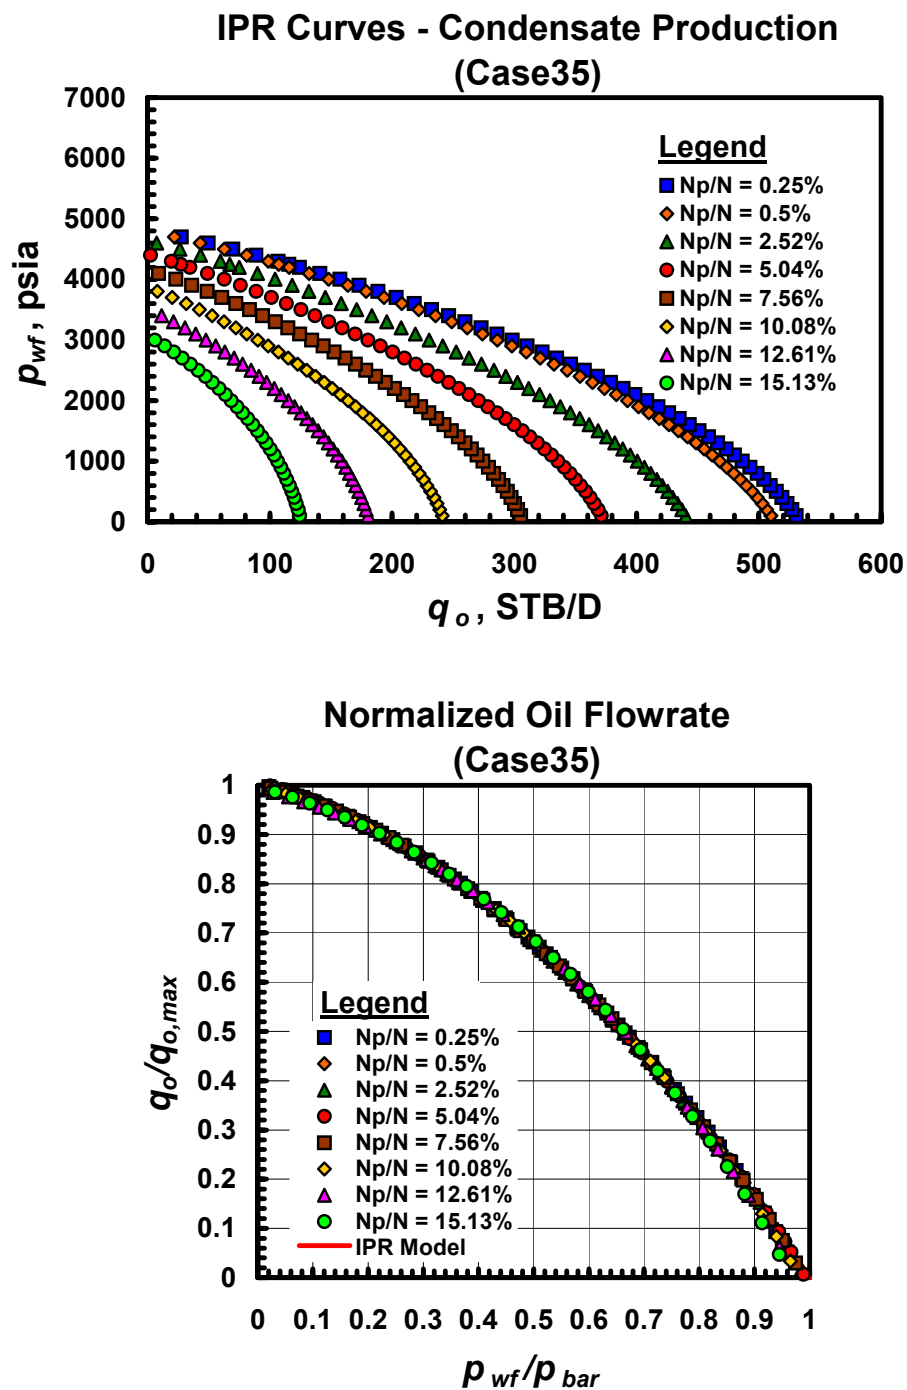 IPR Curves - Condensate Production
(Case35)
7000
6000
5000
4000
3000
2000
1000
0
p wf , psia
Legend
Np/N = 0.25%
Np/N = 0.5%
Np/N = 2.52%
Np/N = 5.04%
Np/N = 7.56%
Np/N = 10.08%
Np/N = 12.61%
Np/N = 15.13%
0 100 200 300 400 500 600
q o , STB/D
Normalized Oil Flowrate
(Case35)
1
0.9
0.8
0.7
0.6
0.5
0.4
0.3
0.2
0.1
0
q o /q o,max
Legend
Np/N = 0.25%
Np/N = 0.5%
Np/N = 2.52%
Np/N = 5.04%
Np/N = 7.56%
Np/N = 10.08%
Np/N = 12.61%
Np/N = 15.13%
IPR Model
0 0.1 0.2 0.3 0.4 0.5 0.6 0.7 0.8 0.9 1
p wf /p bar